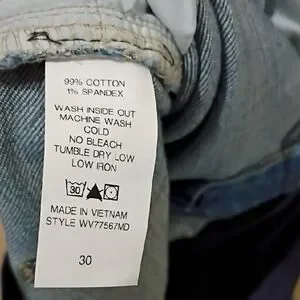 99% COTTON
1% SPANDEX
WASH INSIDE OUT
MACHINE WASH
COLD
NO BLEACH
TUMBLE DRY LOW
LOW IRON
30
MADE IN VIETNAM
STYLE WV77567MD
30